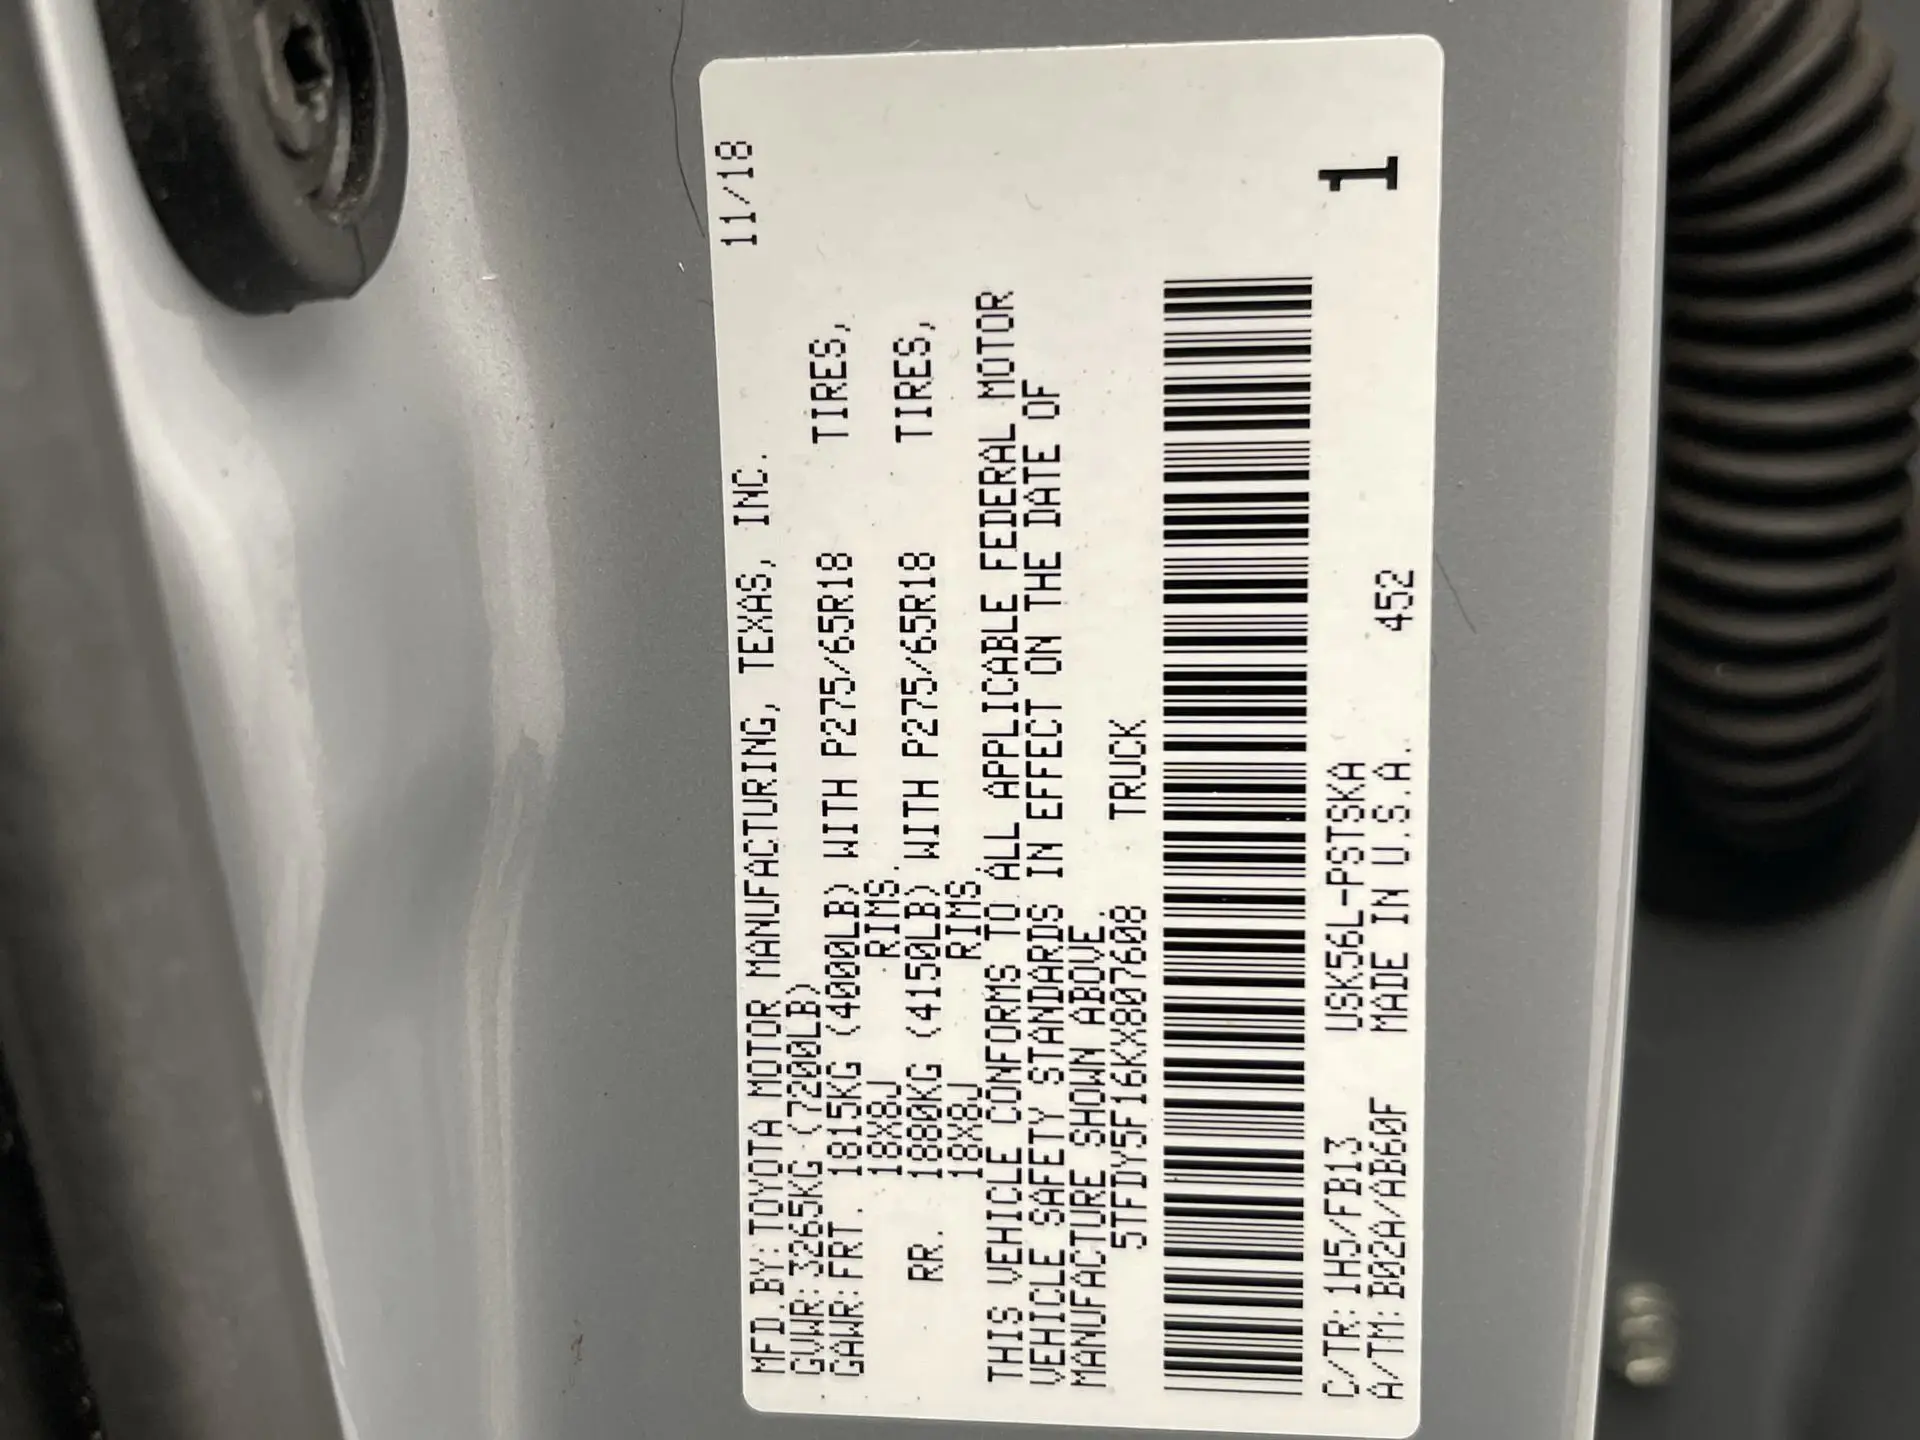 MFD.BY:TOYOTA MOTOR MANUFACTURING, TEXAS, INC. 11/18
GVWR:3265KG (7200LB)
GAWR:FRT. 1815KG (4000LB) WITH P275/65R18 TIRES,
18X8J RIMS.
RR. 1880KG (4150LB) WITH P275/65R18 TIRES,
18X8J RIMS.
THIS VEHICLE CONFORMS TO ALL APPLICABLE FEDERAL MOTOR
VEHICLE SAFETY STANDARDS IN EFFECT ON THE DATE OF
MANUFACTURE SHOWN ABOVE.
5TFDY5F16KX807608 TRUCK
C/TR:1H5/FB13 USK56L-PSTSKA 1
A/TM:B02A/AB60F MADE IN U.S.A. 452